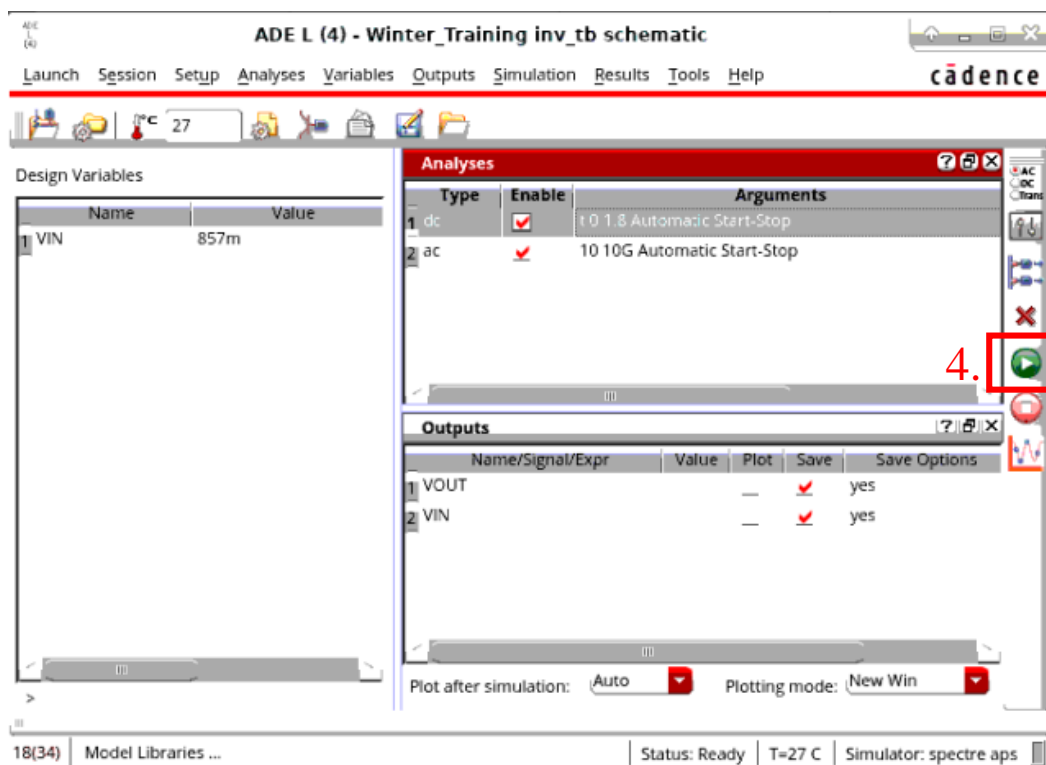 ADE L (4) - Winter_Training inv_tb schematic
Launch Session Setup Analyses Variables Outputs Simulation Results Tools Help cādence
°C 27
Design Variables
Name Value
1 VIN 857m
Analyses
Type Enable Arguments
1 dc t 0 1.8 Automatic Start-Stop
2 ac 10 10G Automatic Start-Stop
AC
DC
Trans
4.
Outputs
Name/Signal/Expr Value Plot Save Save Options
1 VOUT yes
2 VIN yes
Plot after simulation: Auto Plotting mode: New Win
>
18(34) Model Libraries ... Status: Ready T=27 C Simulator: spectre aps